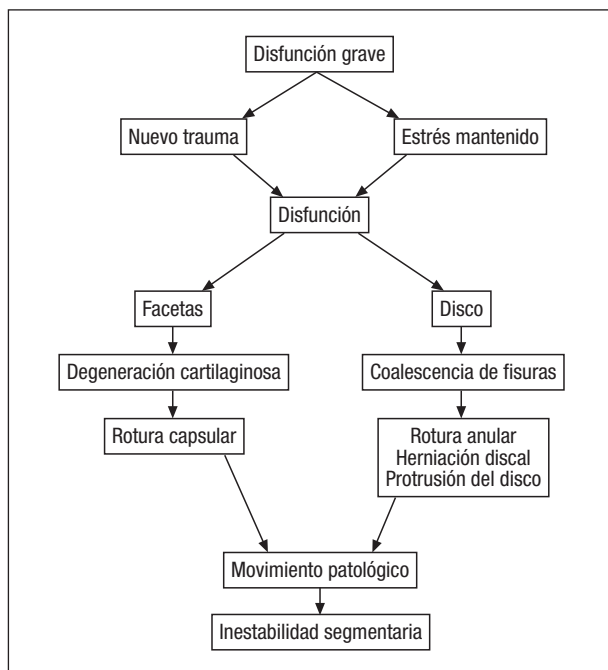 Disfunción grave
Nuevo trauma
Estrés mantenido
Disfunción
Facetas
Disco
Degeneración cartilaginosa
Coalescencia de fisuras
Rotura capsular
Rotura anular
Herniación discal
Protrusión del disco
Movimiento patológico
Inestabilidad segmentaria